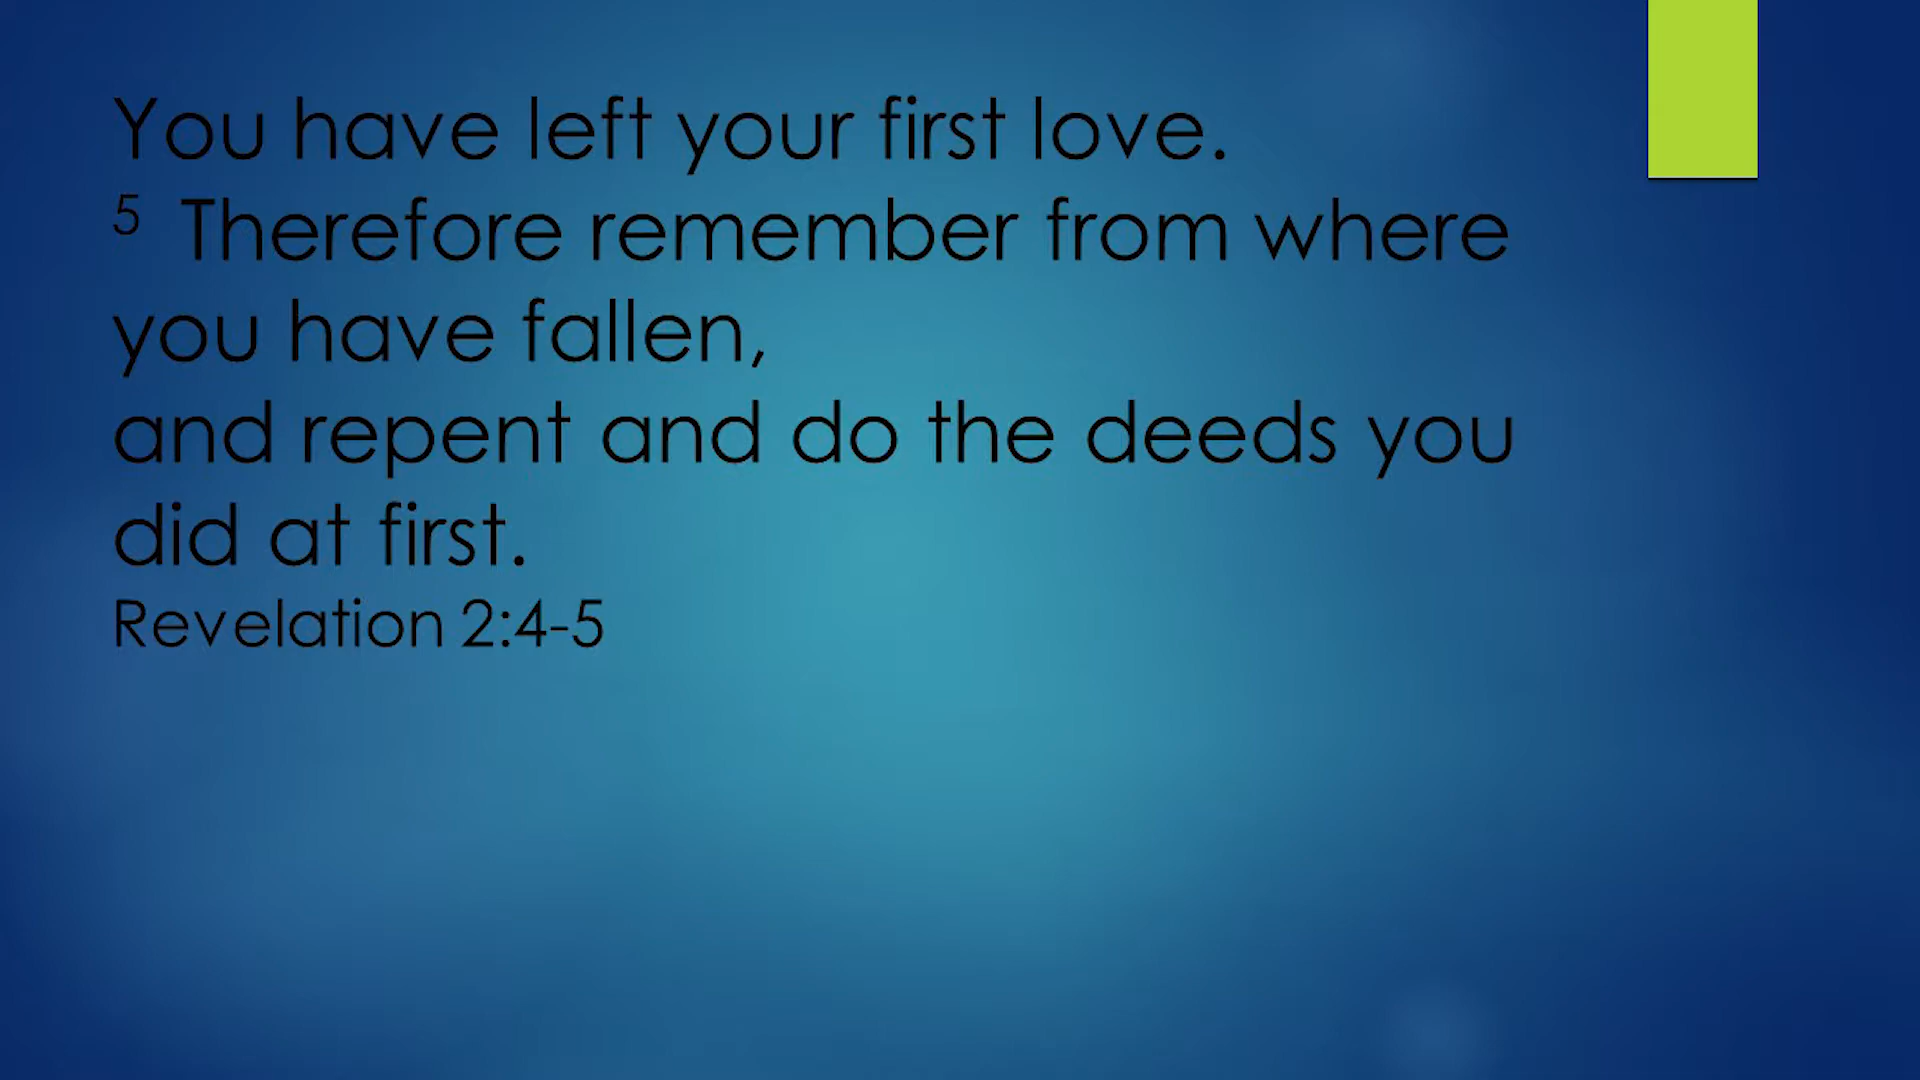 You have left your first love.
5 Therefore remember from where
you have fallen,
and repent and do the deeds you
did at first.
Revelation 2:4-5